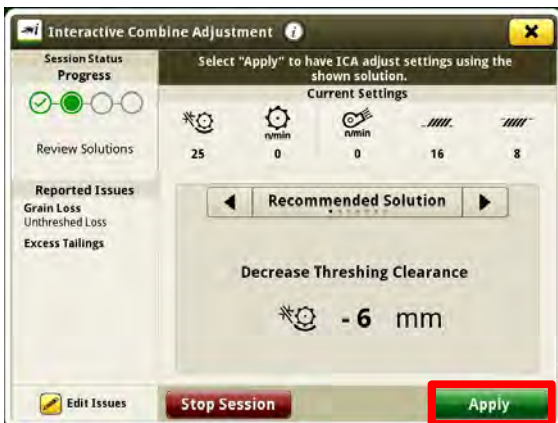 Interactive Combine Adjustment i
Session Status
Progress
Review Solutions
Reported Issues
Grain Loss
Unthreshed Loss
Excess Tailings
Edit Issues
Select "Apply" to have ICA adjust settings using the
shown solution.
Current Settings
n/min n/min
25 0 0 16 8
Recommended Solution
Decrease Threshing Clearance
- 6 mm
Stop Session
Apply